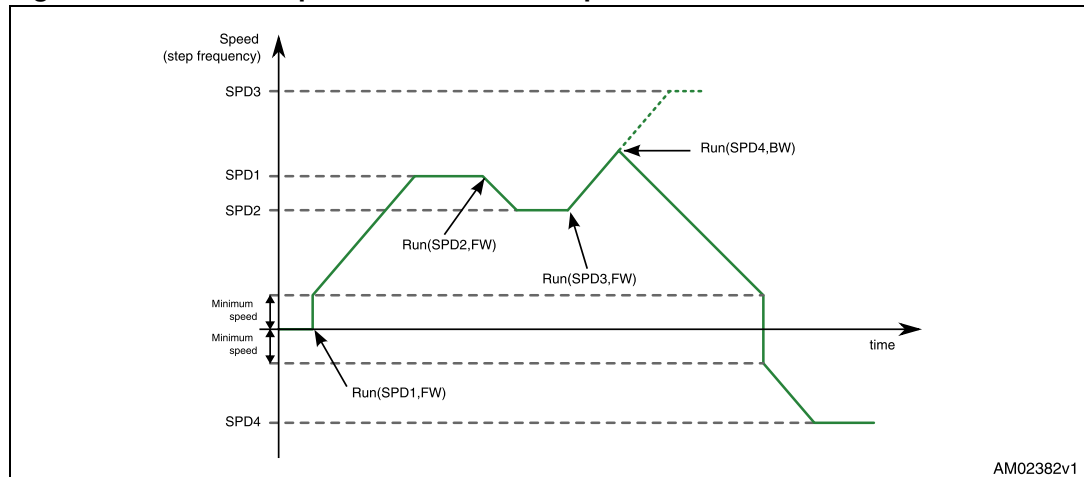 Speed
(step frequency)
SPD3
Run(SPD4,BW)
SPD1
SPD2
Run(SPD2,FW)
Run(SPD3,FW)
Minimum
speed
Minimum
speed
time
Run(SPD1,FW)
SPD4
AM02382v1